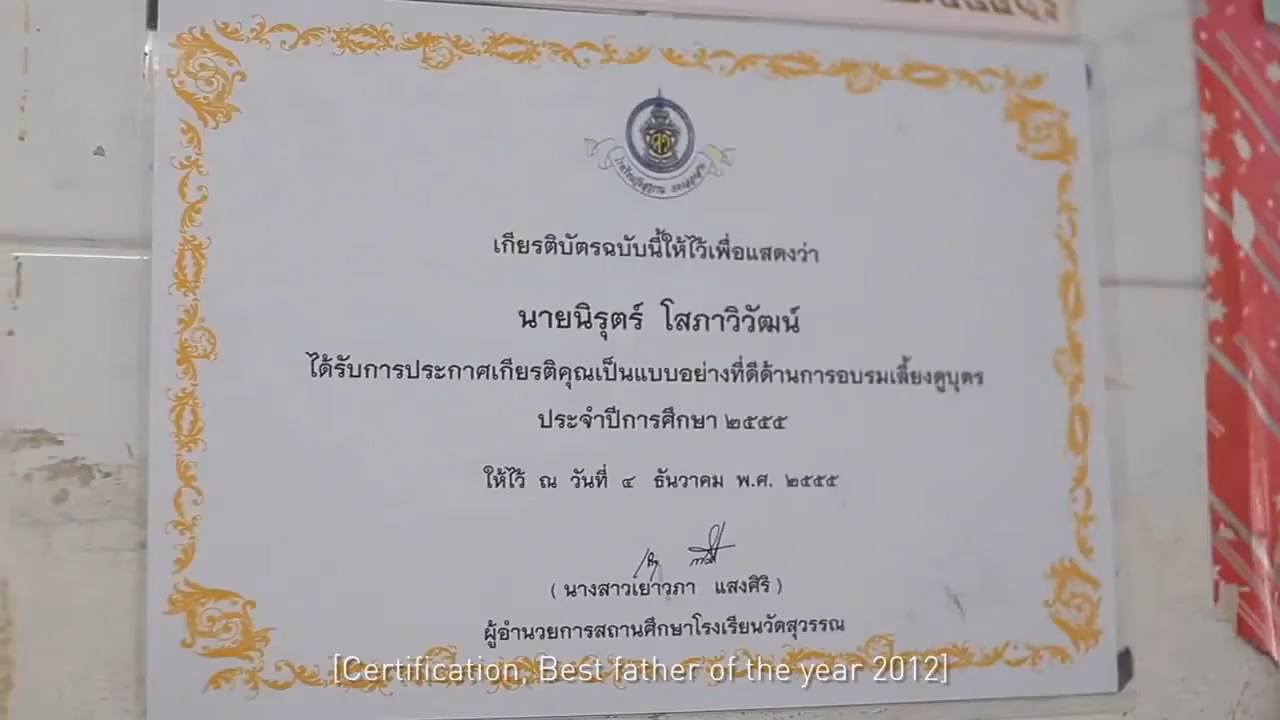 เกียรติบัตรฉบับนี้ให้ไว้เพื่อแสดงว่า
นายนิรุตร์ โสภาวิวัฒน์
ได้รับการประกาศเกียรติคุณเป็นแบบอย่างที่ดีด้านการอบรมเลี้ยงดูบุตร
ประจำปีการศึกษา ๒๕๕๕
ให้ไว้ ณ วันที่ ๔ ธันวาคม พ.ศ. ๒๕๕๕
( นางสาวเยาวภา แสงศิริ )
ผู้อำนวยการสถานศึกษาโรงเรียนวัดสุวรรณ
[Certification, Best father of the year 2012]